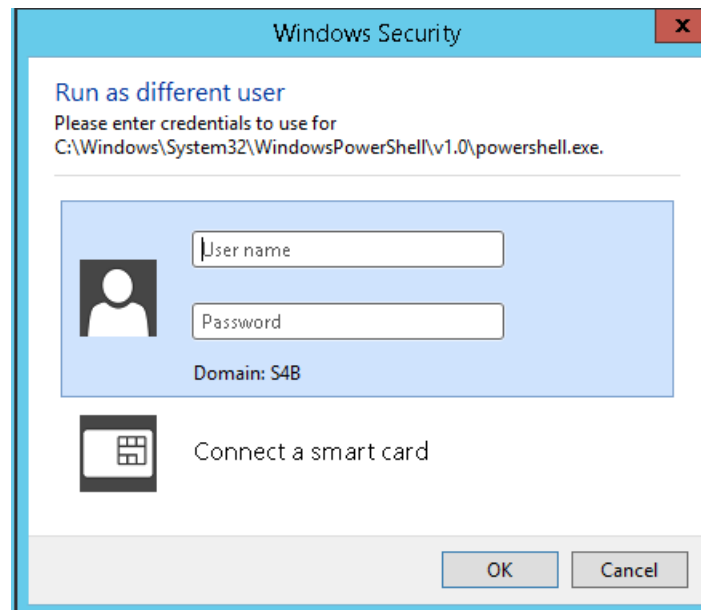 Windows Security
x
Run as different user
Please enter credentials to use for
C:\Windows\System32\WindowsPowerShell\v1.0\powershell.exe.
User name
Password
Domain: S4B
Connect a smart card
OK
Cancel